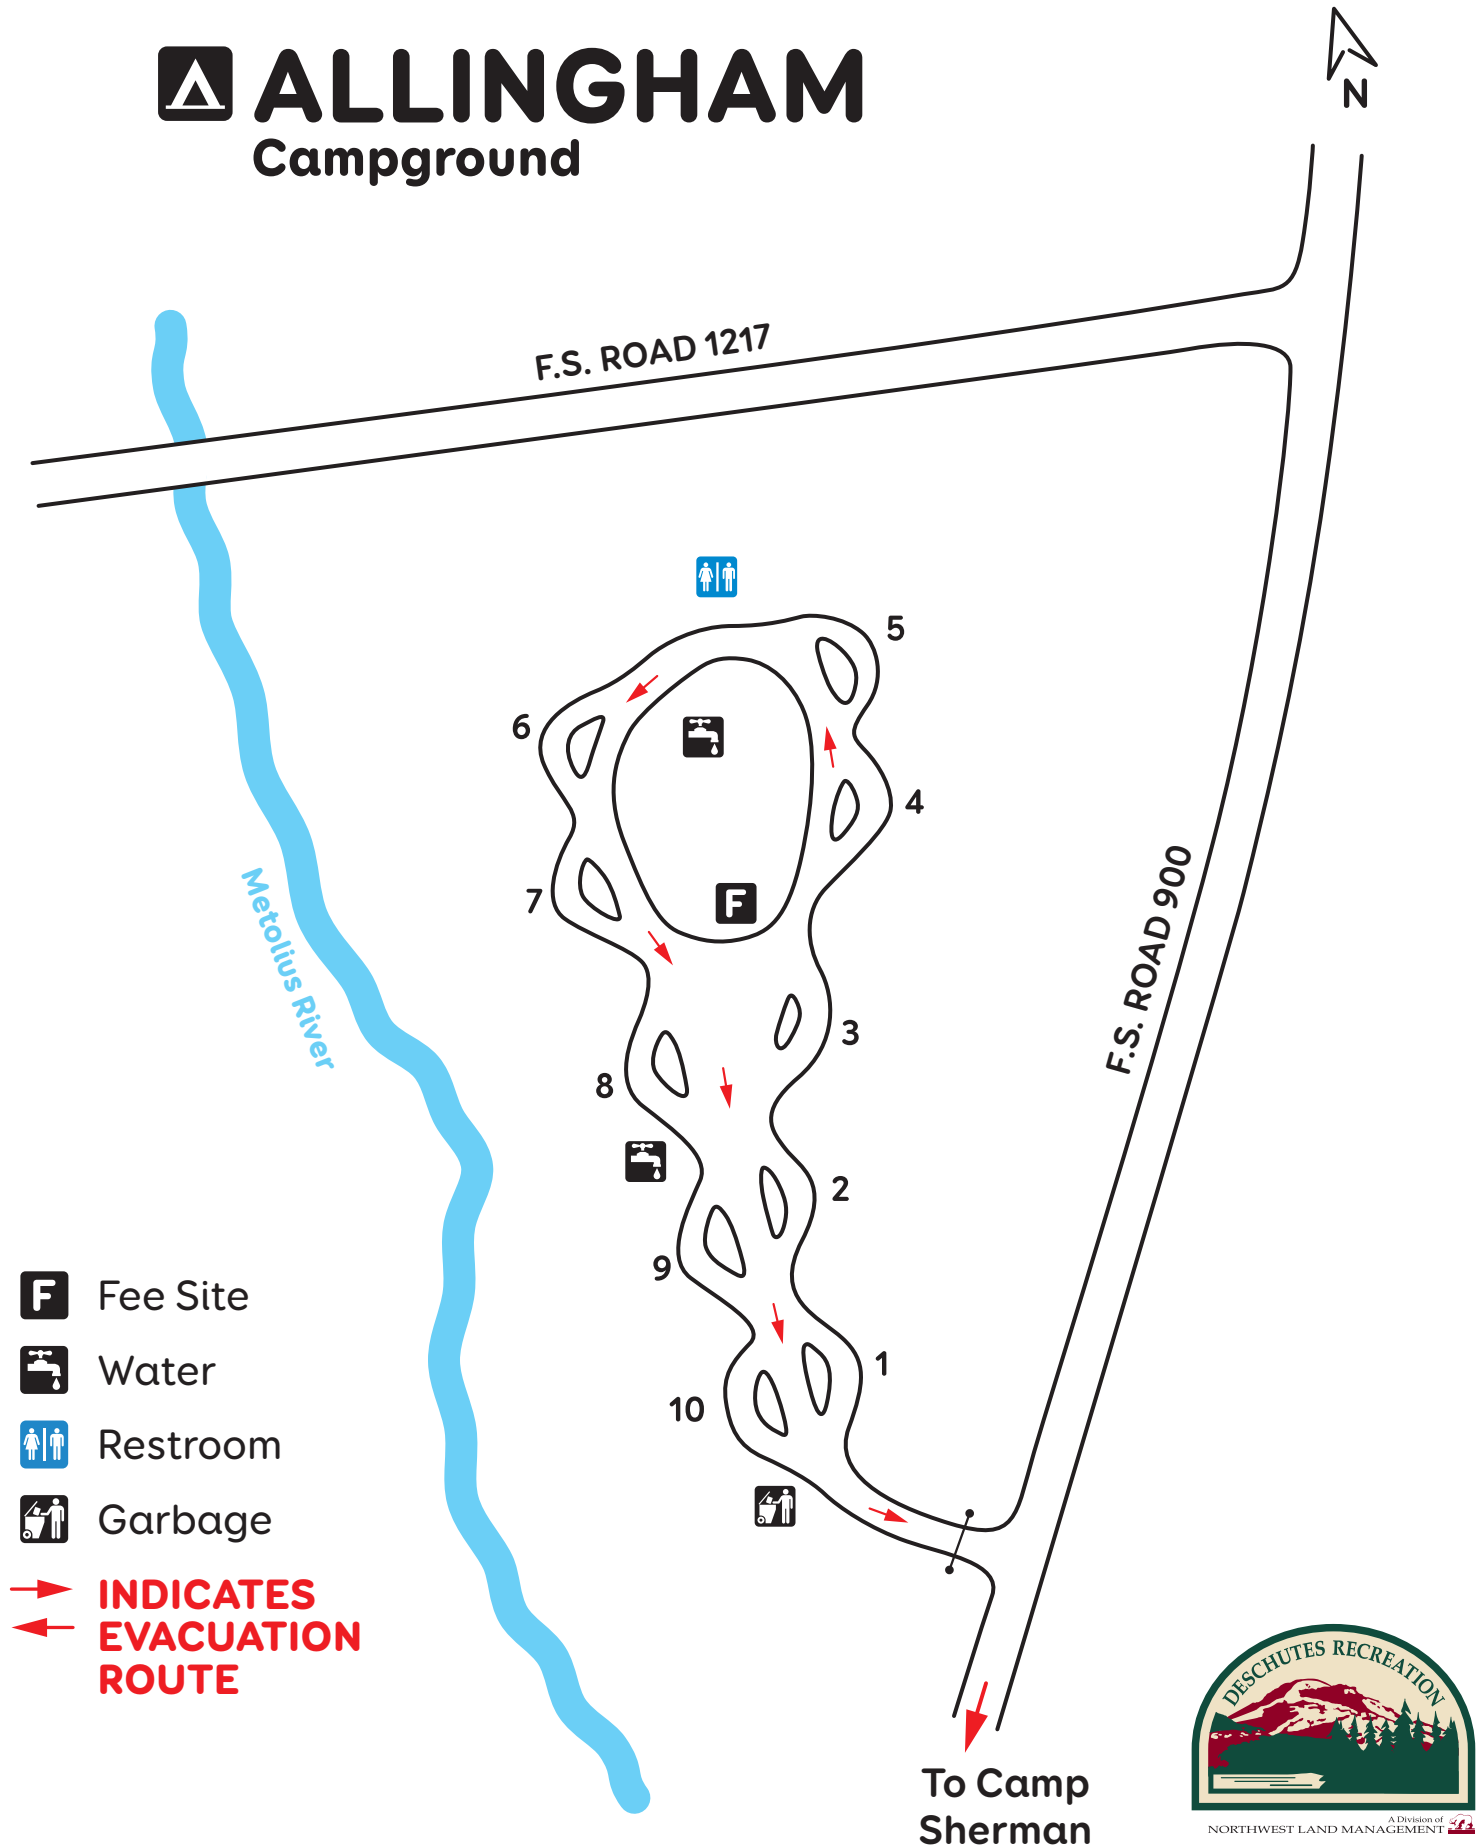 ALLINGHAM
Campground
N
F.S. ROAD 1217
5
6
4
7
F
F.S. ROAD 900
Metolius River
3
8
2
9
1
10
F Fee Site
Water
Restroom
Garbage
INDICATES
EVACUATION
ROUTE
To Camp
Sherman
DESCHUTES RECREATION
A Division of
NORTHWEST LAND MANAGEMENT